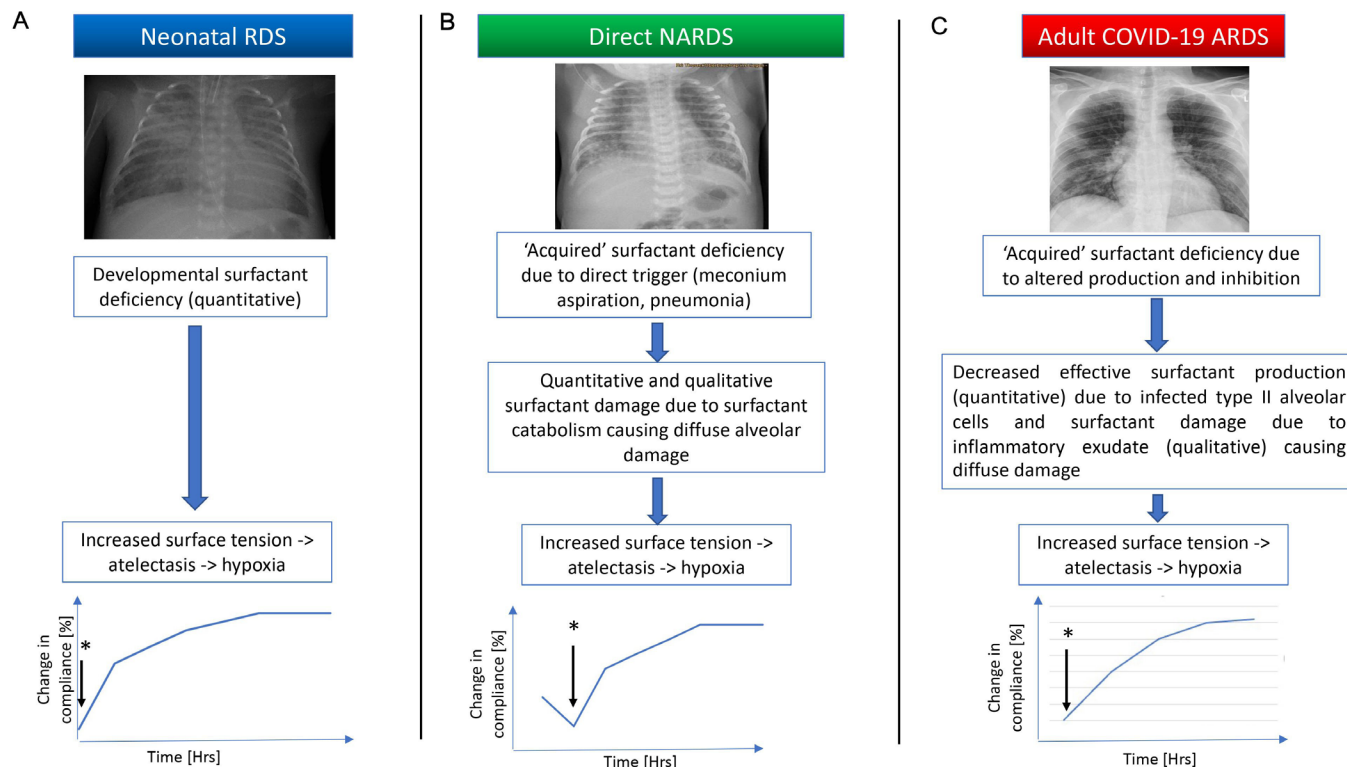 A
Neonatal RDS
Developmental surfactant
deficiency (quantitative)
Increased surface tension ->
atelectasis -> hypoxia
Change in
compliance [%]
*
Time [Hrs]
B
Direct NARDS
‘Acquired’ surfactant deficiency
due to direct trigger (meconium
aspiration, pneumonia)
Quantitative and qualitative
surfactant damage due to surfactant
catabolism causing diffuse alveolar
damage
Increased surface tension ->
atelectasis -> hypoxia
Change in
compliance [%]
*
Time [Hrs]
C
Adult COVID-19 ARDS
‘Acquired’ surfactant deficiency due
to altered production and inhibition
Decreased effective surfactant production
(quantitative) due to infected type II alveolar
cells and surfactant damage due to
inflammatory exudate (qualitative) causing
diffuse damage
Increased surface tension ->
atelectasis -> hypoxia
Change in
compliance [%]
*
Time [Hrs]